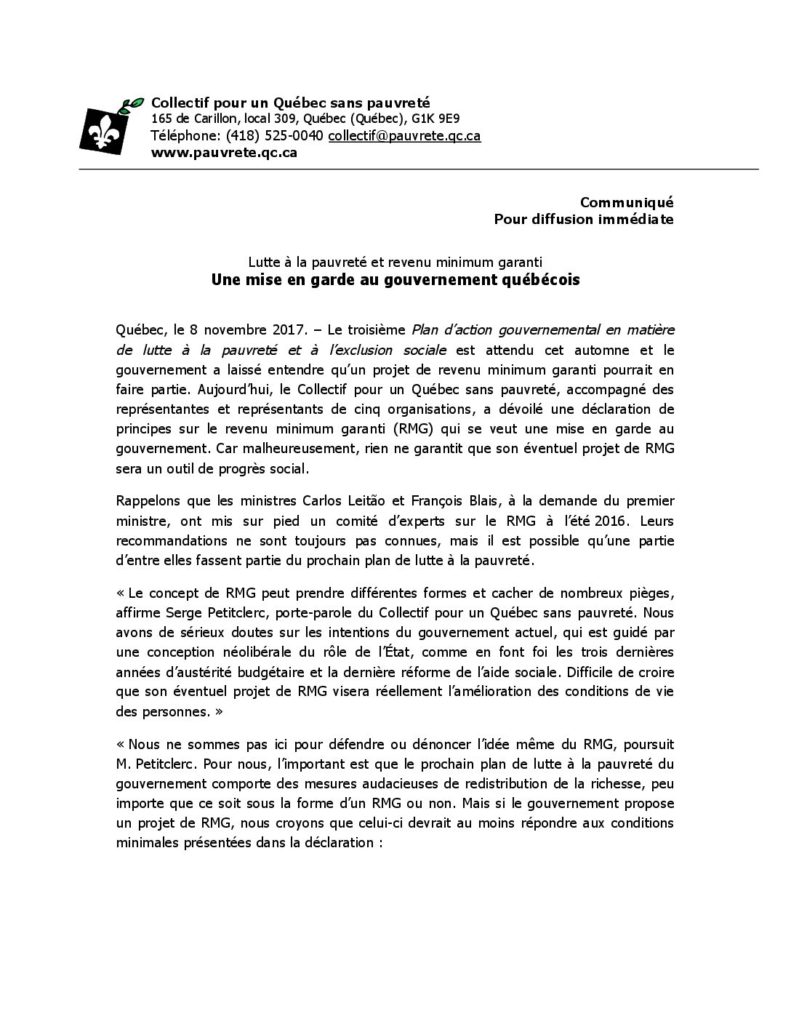 Collectif pour un Québec sans pauvreté
165 de Carillon, local 309, Québec (Québec), G1K 9E9
Téléphone: (418) 525-0040 collectif@pauvrete.qc.ca
www.pauvrete.qc.ca
Communiqué
Pour diffusion immédiate
Lutte à la pauvreté et revenu minimum garanti
Une mise en garde au gouvernement québécois
Québec, le 8 novembre 2017. – Le troisième Plan d’action gouvernemental en matière
de lutte à la pauvreté et à l’exclusion sociale est attendu cet automne et le
gouvernement a laissé entendre qu’un projet de revenu minimum garanti pourrait en
faire partie. Aujourd’hui, le Collectif pour un Québec sans pauvreté, accompagné des
représentantes et représentants de cinq organisations, a dévoilé une déclaration de
principes sur le revenu minimum garanti (RMG) qui se veut une mise en garde au
gouvernement. Car malheureusement, rien ne garantit que son éventuel projet de RMG
sera un outil de progrès social.
Rappelons que les ministres Carlos Leitão et François Blais, à la demande du premier
ministre, ont mis sur pied un comité d’experts sur le RMG à l’été 2016. Leurs
recommandations ne sont toujours pas connues, mais il est possible qu’une partie
d’entre elles fassent partie du prochain plan de lutte à la pauvreté.
« Le concept de RMG peut prendre différentes formes et cacher de nombreux pièges,
affirme Serge Petitclerc, porte-parole du Collectif pour un Québec sans pauvreté. Nous
avons de sérieux doutes sur les intentions du gouvernement actuel, qui est guidé par
une conception néolibérale du rôle de l’État, comme en font foi les trois dernières
années d’austérité budgétaire et la dernière réforme de l’aide sociale. Difficile de croire
que son éventuel projet de RMG visera réellement l’amélioration des conditions de vie
des personnes. »
« Nous ne sommes pas ici pour défendre ou dénoncer l’idée même du RMG, poursuit
M. Petitclerc. Pour nous, l’important est que le prochain plan de lutte à la pauvreté du
gouvernement comporte des mesures audacieuses de redistribution de la richesse, peu
importe que ce soit sous la forme d’un RMG ou non. Mais si le gouvernement propose
un projet de RMG, nous croyons que celui-ci devrait au moins répondre aux conditions
minimales présentées dans la déclaration :